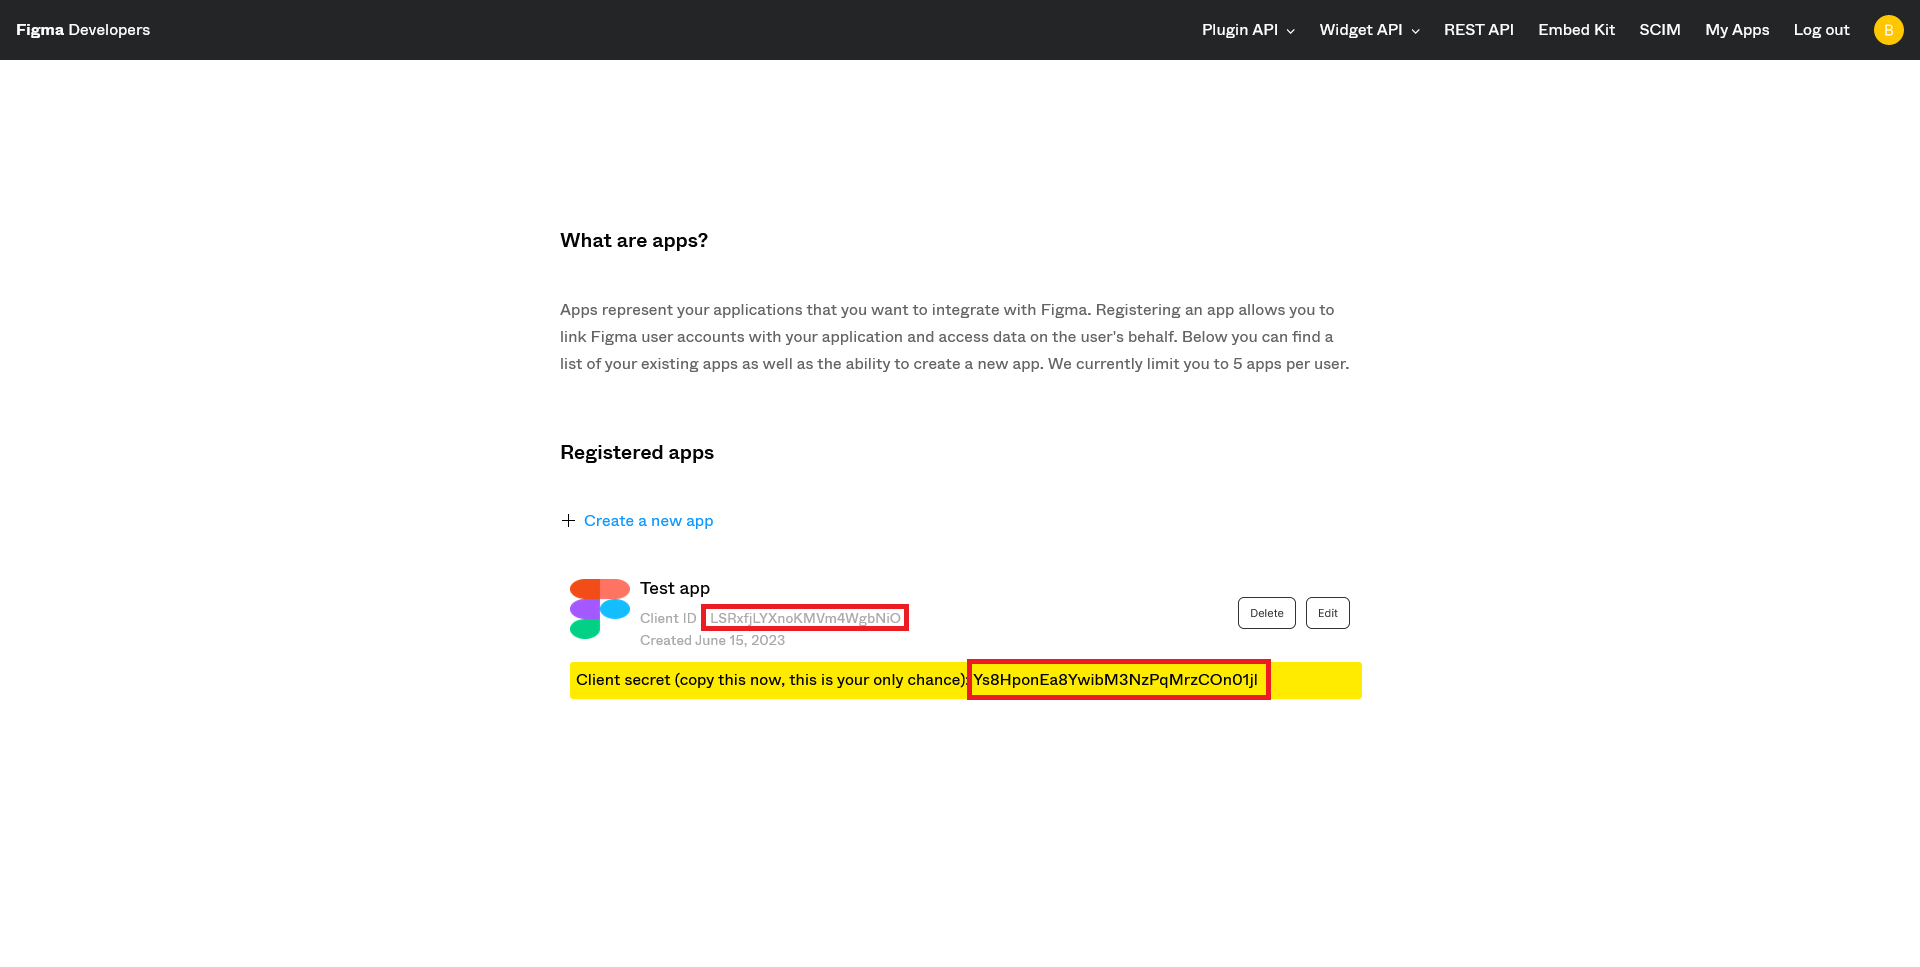 Figma Developers
Plugin API
Widget API
REST API
Embed Kit
SCIM
My Apps
Log out
B
What are apps?
Apps represent your applications that you want to integrate with Figma. Registering an app allows you to
link Figma user accounts with your application and access data on the user's behalf. Below you can find a
list of your existing apps as well as the ability to create a new app. We currently limit you to 5 apps per user.
Registered apps
Create a new app
Test app
Client ID LSRxfjLYXnoKMVm4WgbNiO
Created June 15, 2023
Delete
Edit
Client secret (copy this now, this is your only chance): Ys8HponEa8YwibM3NzPqMrzCOn01jl